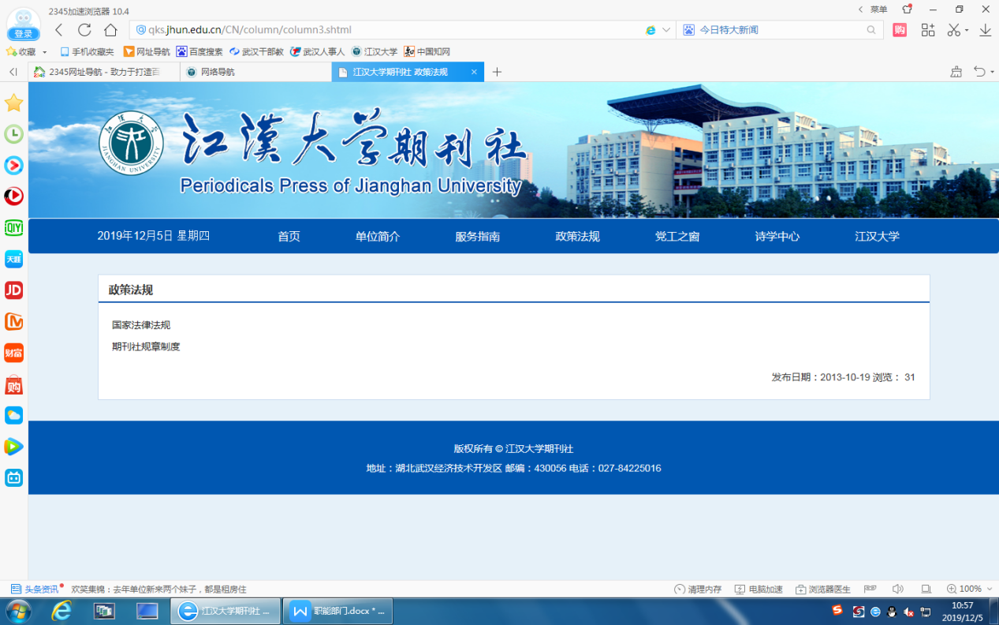 2345加速浏览器 10.4
菜单
登录
qks.jhun.edu.cn/CN/column/column3.shtml
今日特大新闻
购
收藏 手机收藏夹 网址导航 百度搜索 武汉干部教 武汉人事人 江汉大学 中国知网
2345网址导航 - 致力于打造百
网络导航
江汉大学期刊社 政策法规
江漢大学期刊社
JIANGHAN UNIVERSITY
Periodicals Press of Jianghan University
2019年12月5日 星期四 首页 单位简介 服务指南 政策法规 党工之窗 诗学中心 江汉大学
QIYI
天涯
JD
财富
购
政策法规
国家法律法规
期刊社规章制度
发布日期：2013-10-19 浏览： 31
版权所有 © 江汉大学期刊社
地址：湖北武汉经济技术开发区 邮编：430056 电话：027-84225016
头条资讯 欢笑集锦：去年单位新来两个妹子，都是租房住
清理内存 电脑加速 浏览器医生 100%
江汉大学期刊社 ...
职能部门.docx * ...
10:57
2019/12/5